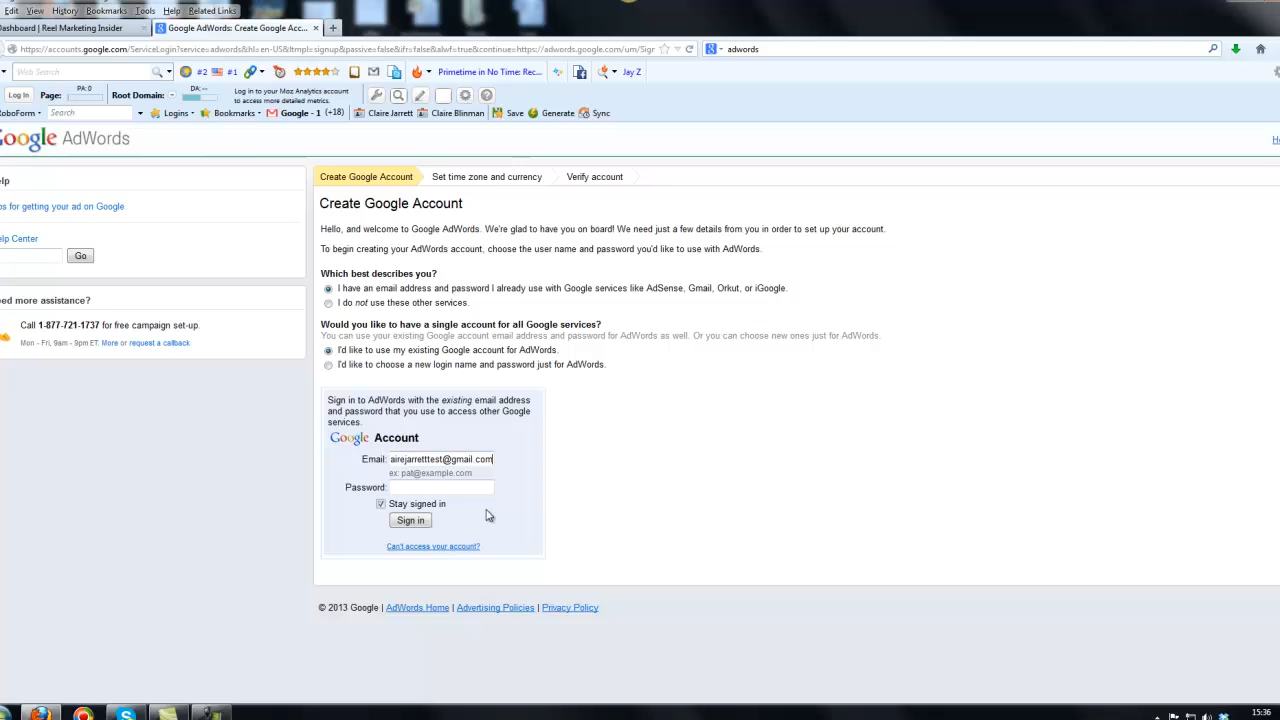 Edit View History Bookmarks Tools Help Related Links
Dashboard | Reel Marketing Insider × Google AdWords: Create Google Acc... × +
https://accounts.google.com/ServiceLogin?service=adwords&hl=en-US&ltmpl=signup&passive=false&ifr=false&alwf=true&continue=https://adwords.google.com/um/Sigr adwords
Web Search #2 #1 Primetime in No Time: Rec... Jay Z
Log In Page: PA: 0 Root Domain: DA: -- Log in to your Moz Analytics account
to access more detailed metrics.
RoboForm Search Logins Bookmarks Google - 1 (+18) Claire Jarrett Claire Blinman Save Generate Sync
Google AdWords
He
elp
ps for getting your ad on Google
elp Center
Go
eed more assistance?
Call 1-877-721-1737 for free campaign set-up.
Mon - Fri, 9am - 9pm ET. More or request a callback
Create Google Account Set time zone and currency Verify account
Create Google Account
Hello, and welcome to Google AdWords. We're glad to have you on board! We need just a few details from you in order to set up your account.
To begin creating your AdWords account, choose the user name and password you'd like to use with AdWords.
Which best describes you?
I have an email address and password I already use with Google services like AdSense, Gmail, Orkut, or iGoogle.
I do not use these other services.
Would you like to have a single account for all Google services?
You can use your existing Google account email address and password for AdWords as well. Or you can choose new ones just for AdWords.
I'd like to use my existing Google account for AdWords.
I'd like to choose a new login name and password just for AdWords.
Sign in to AdWords with the existing email address
and password that you use to access other Google
services.
Google Account
Email: airejarretttest@gmail.com
ex: pat@example.com
Password:
Stay signed in
Sign in
Can't access your account?
© 2013 Google | AdWords Home | Advertising Policies | Privacy Policy
15:36